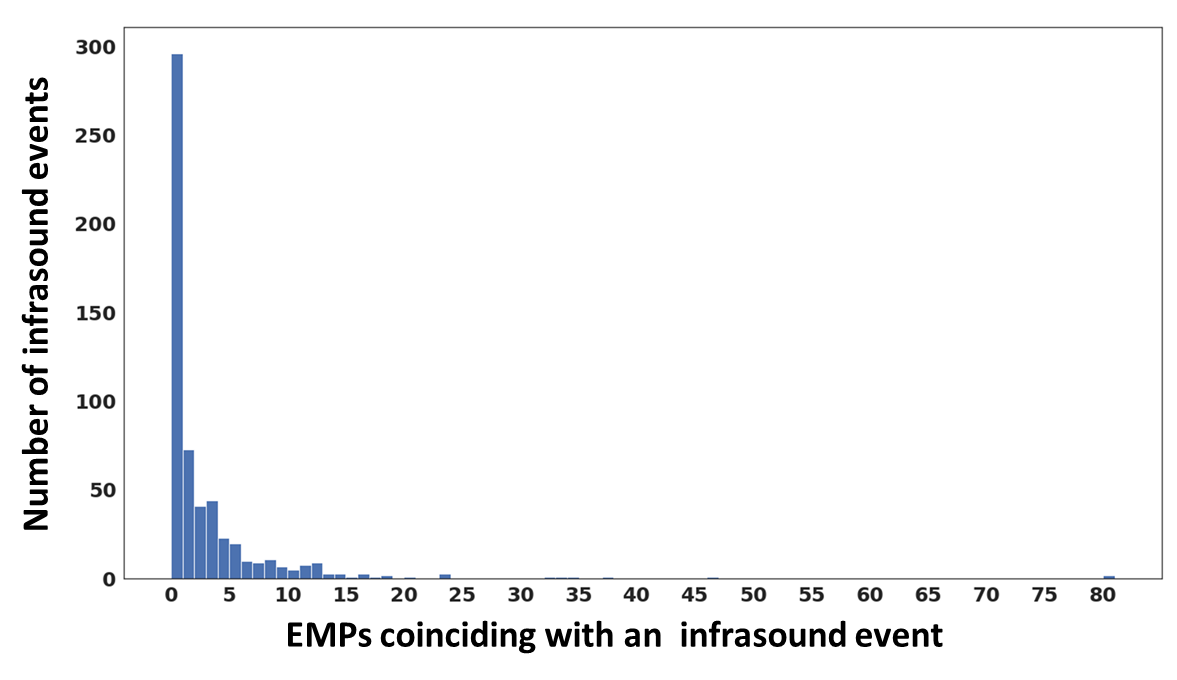 Number of infrasound events
300
250
200
150
100
50
0
0 5 10 15 20 25 30 35 40 45 50 55 60 65 70 75 80
EMPs coinciding with an  infrasound event